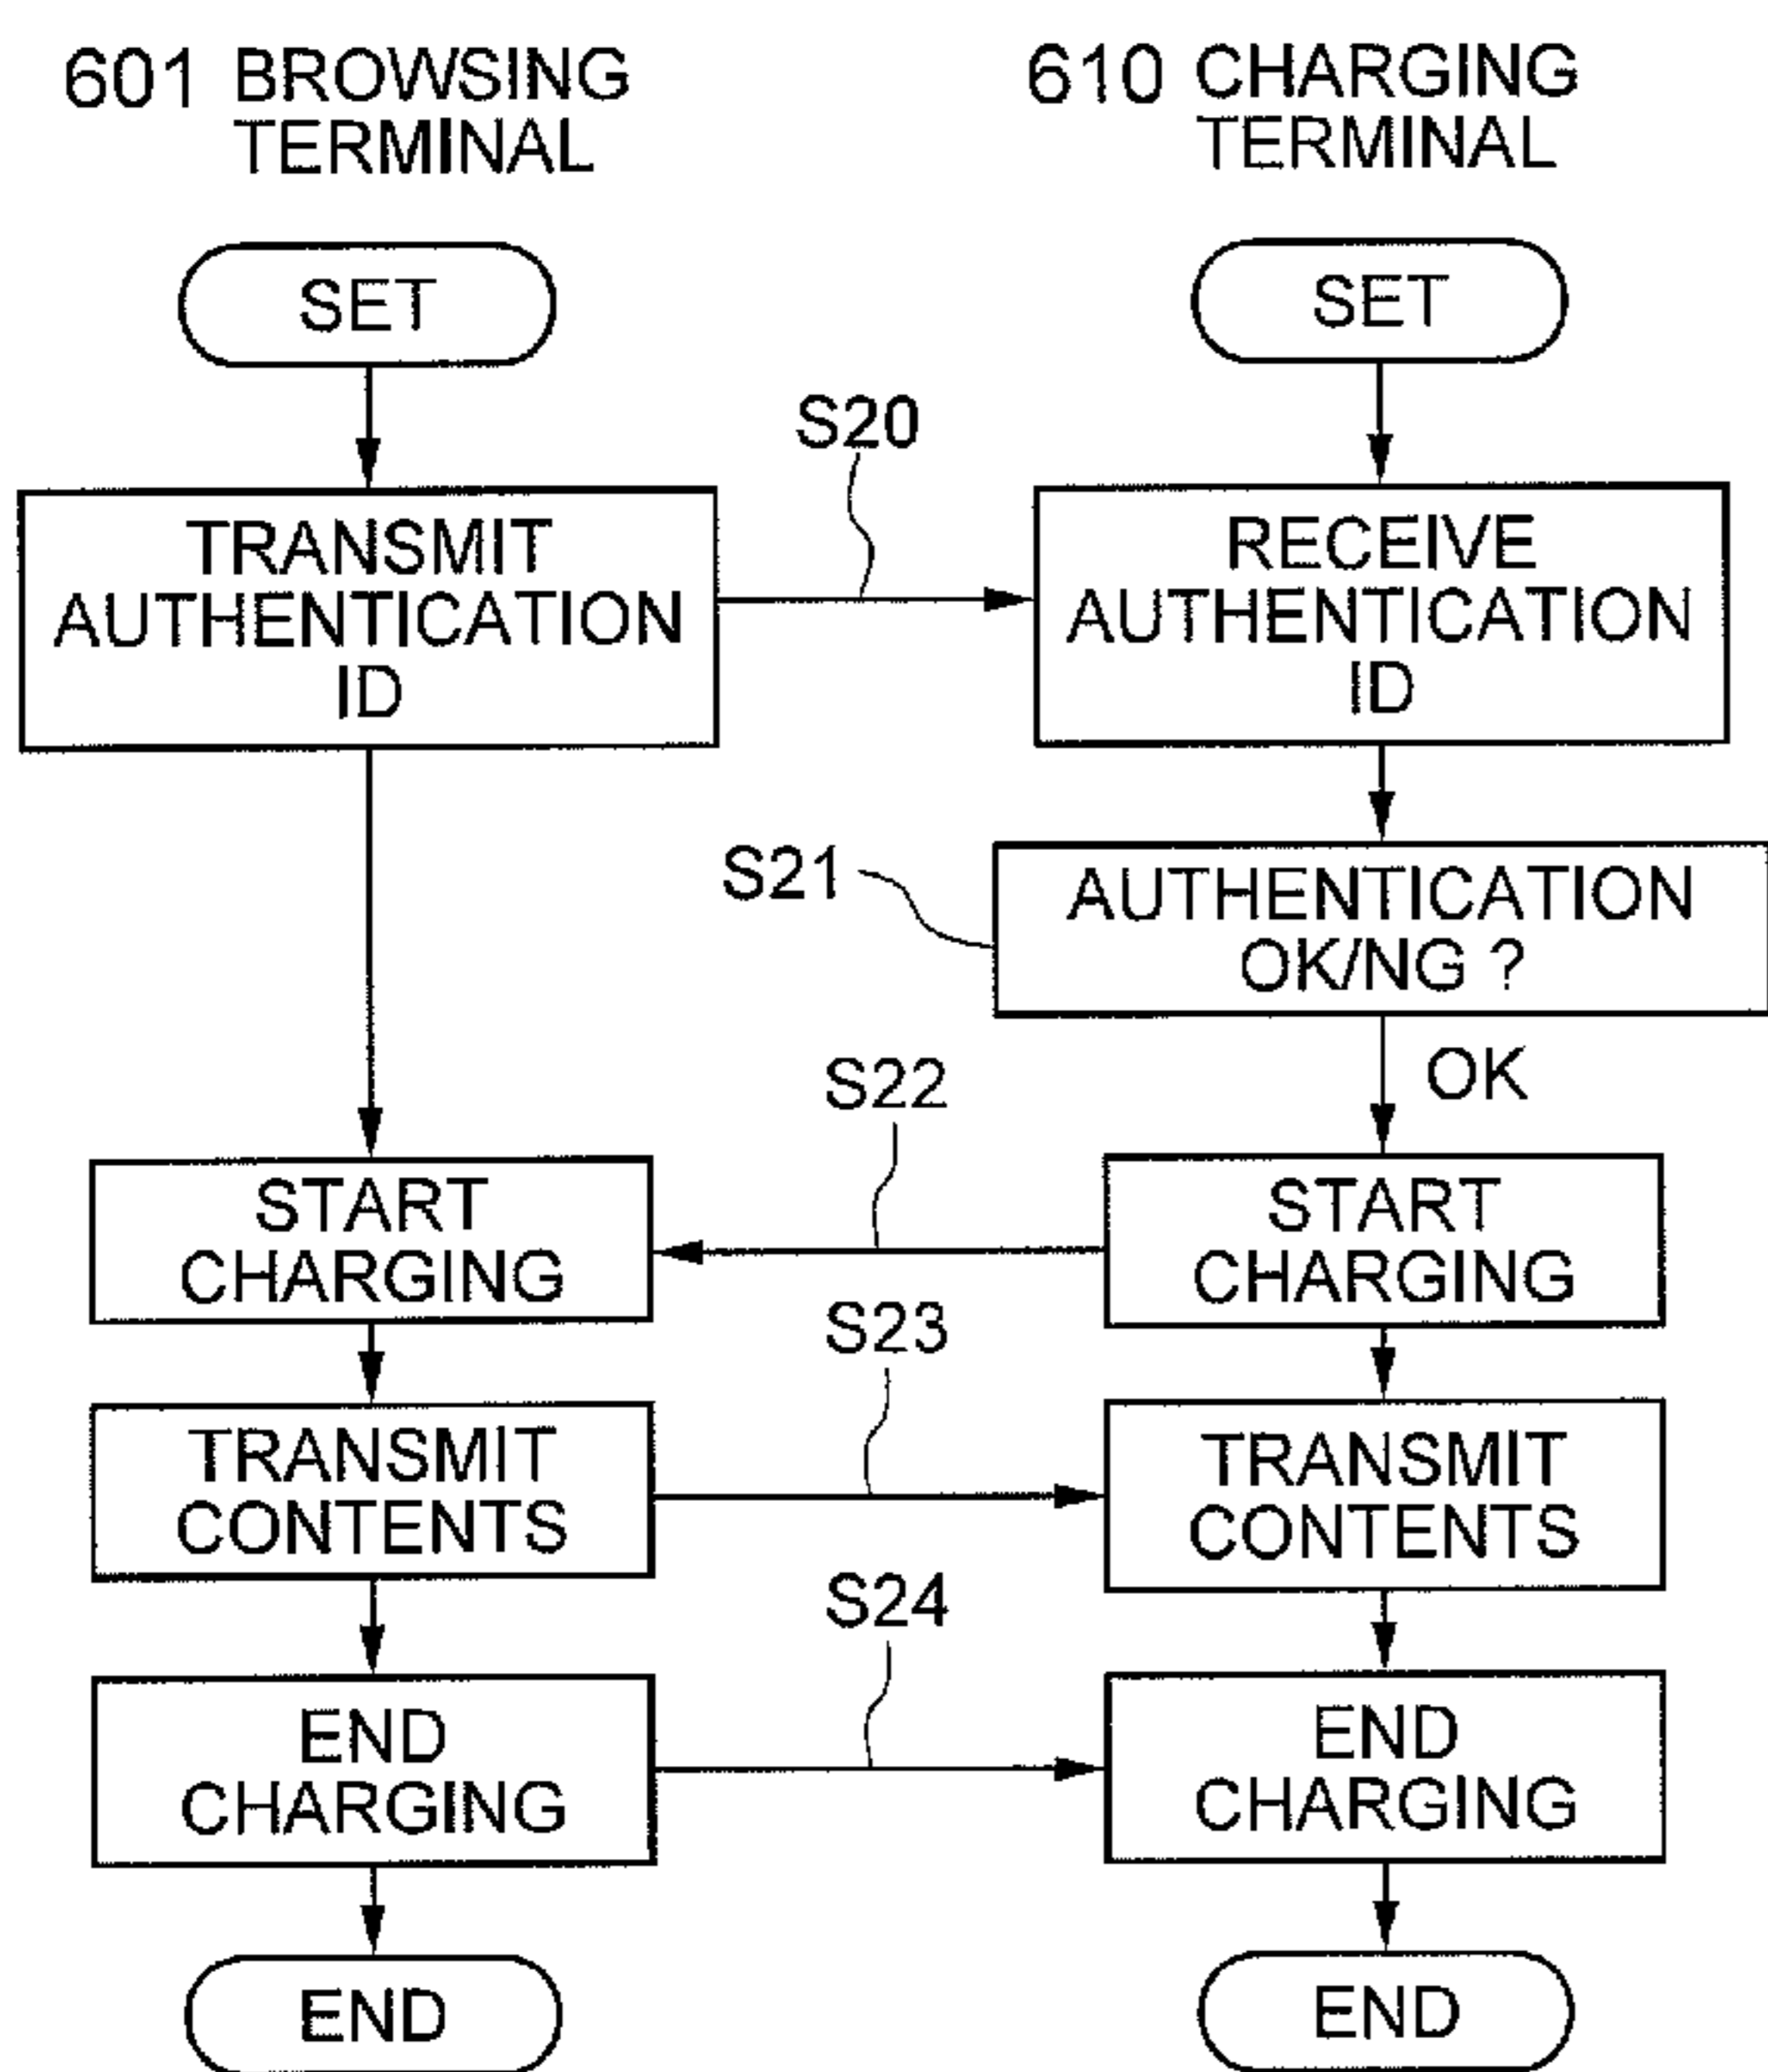 601 BROWSING
TERMINAL
610 CHARGING
TERMINAL
SET
SET
S20
TRANSMIT
AUTHENTICATION
ID
RECEIVE
AUTHENTICATION
ID
S21
AUTHENTICATION
OK/NG ?
OK
S22
START
CHARGING
START
CHARGING
S23
TRANSMIT
CONTENTS
TRANSMIT
CONTENTS
S24
END
CHARGING
END
CHARGING
END
END